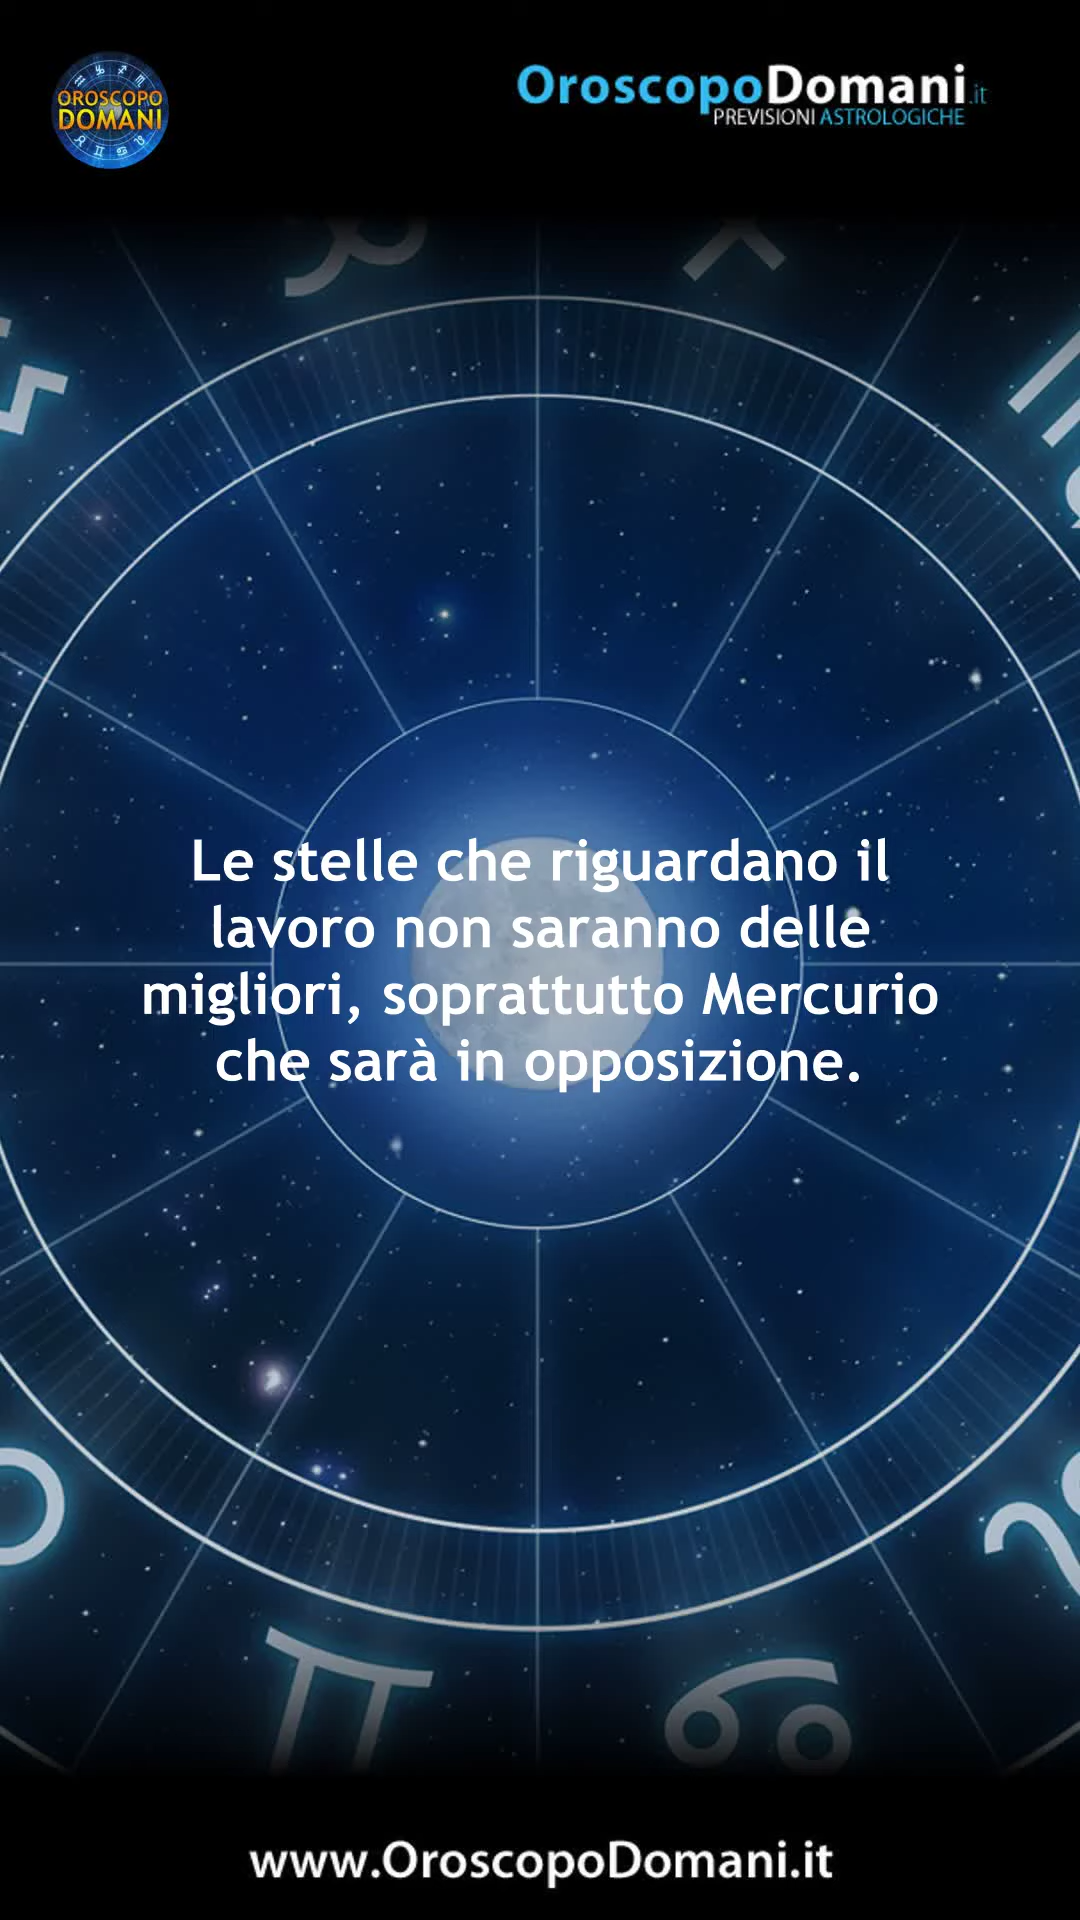 OROSCOPO
DOMANI
OroscopoDomani.it
PREVISIONI ASTROLOGICHE
Le stelle che riguardano il
lavoro non saranno delle
migliori, soprattutto Mercurio
che sarà in opposizione.
www.OroscopoDomani.it